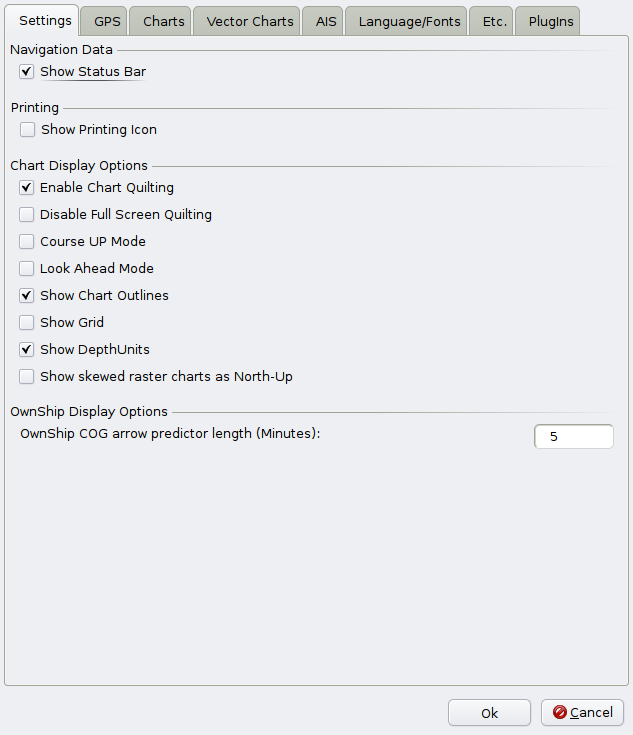 Settings GPS Charts Vector Charts AIS Language/Fonts Etc. PlugIns
Navigation Data
Show Status Bar
Printing
Show Printing Icon
Chart Display Options
Enable Chart Quilting
Disable Full Screen Quilting
Course UP Mode
Look Ahead Mode
Show Chart Outlines
Show Grid
Show DepthUnits
Show skewed raster charts as North-Up
OwnShip Display Options
OwnShip COG arrow predictor length (Minutes): 5
Ok Cancel